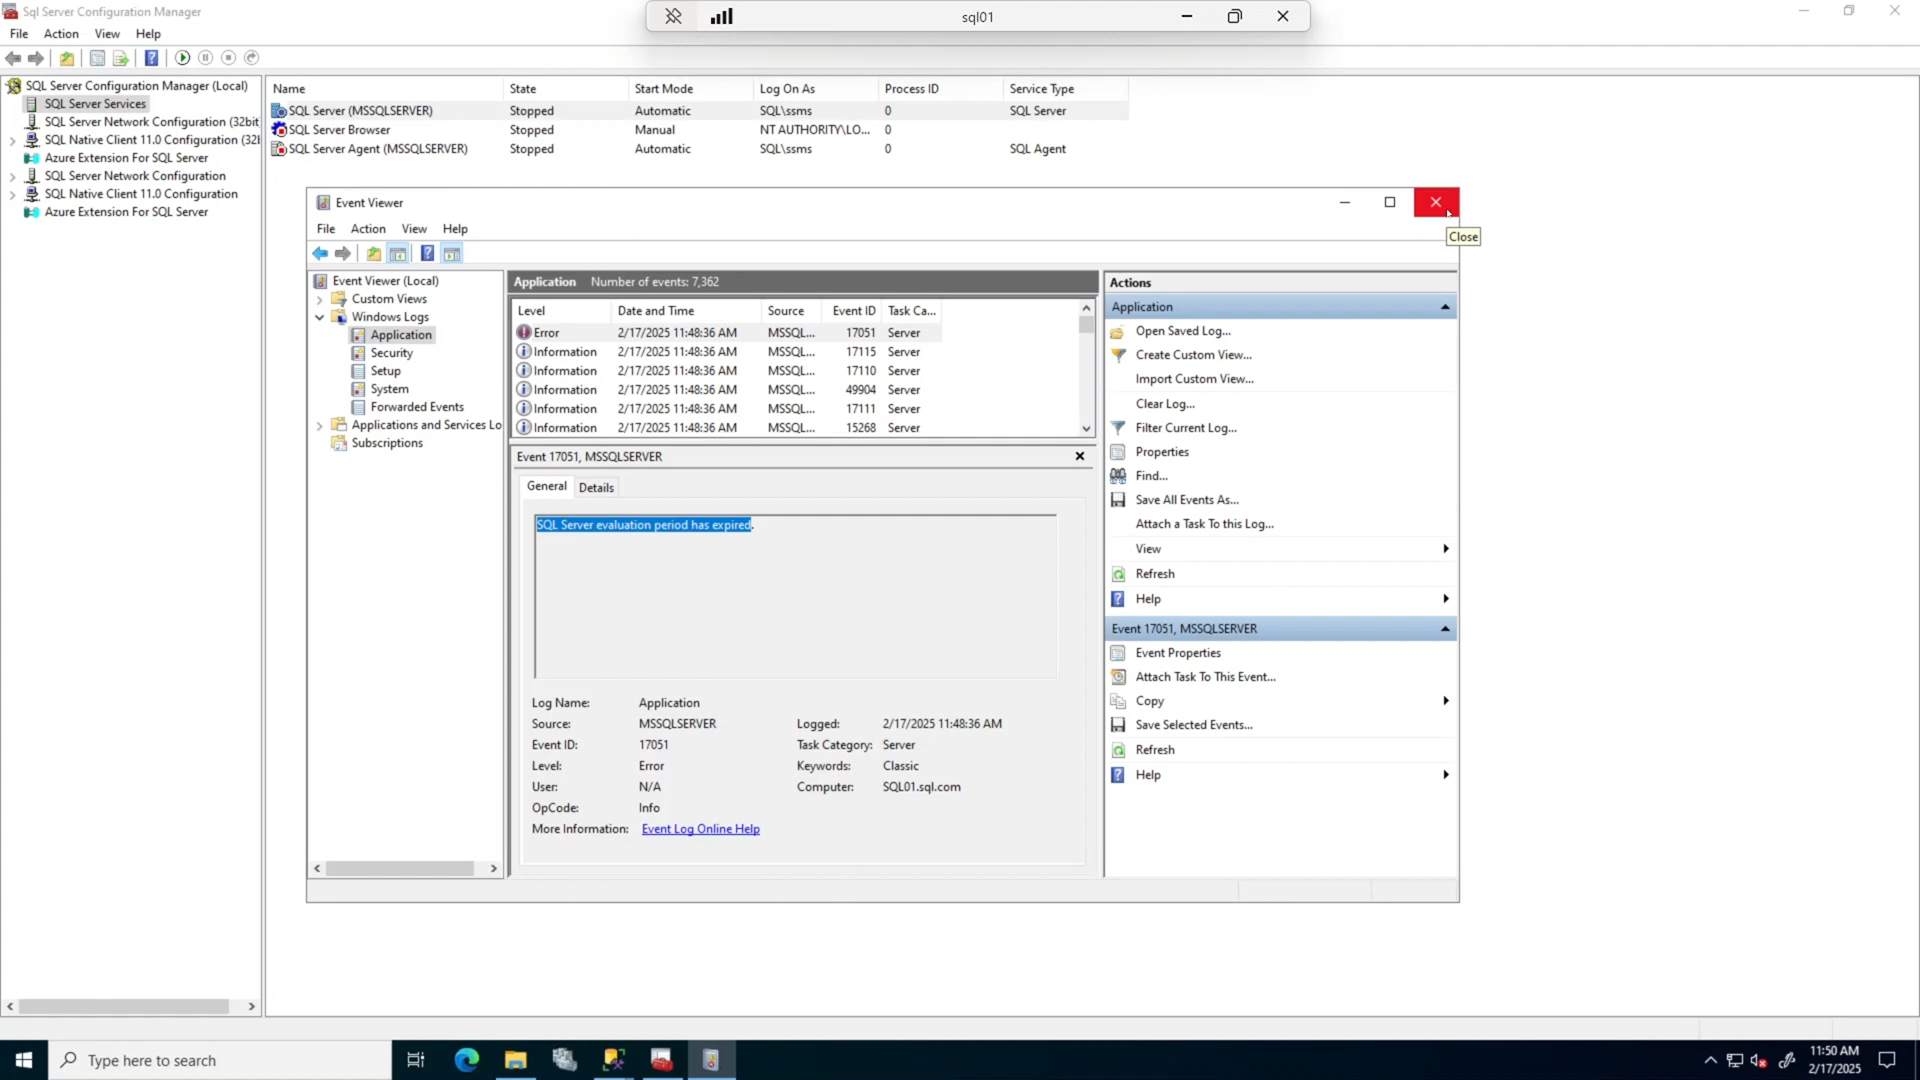 Sql Server Configuration Manager
sql01
File Action View Help
SQL Server Configuration Manager (Local)
SQL Server Services
SQL Server Network Configuration (32bit
SQL Native Client 11.0 Configuration (32l
Azure Extension For SQL Server
SQL Server Network Configuration
SQL Native Client 11.0 Configuration
Azure Extension For SQL Server
Name State Start Mode Log On As Process ID Service Type
SQL Server (MSSQLSERVER) Stopped Automatic SQL\ssms 0 SQL Server
SQL Server Browser Stopped Manual NT AUTHORITY\LO... 0
SQL Server Agent (MSSQLSERVER) Stopped Automatic SQL\ssms 0 SQL Agent
Event Viewer
Close
File Action View Help
Event Viewer (Local)
Custom Views
Windows Logs
Application
Security
Setup
System
Forwarded Events
Applications and Services Lo
Subscriptions
Application Number of events: 7,362
Level Date and Time Source Event ID Task Ca...
Error 2/17/2025 11:48:36 AM MSSQL... 17051 Server
Information 2/17/2025 11:48:36 AM MSSQL... 17115 Server
Information 2/17/2025 11:48:36 AM MSSQL... 17110 Server
Information 2/17/2025 11:48:36 AM MSSQL... 49904 Server
Information 2/17/2025 11:48:36 AM MSSQL... 17111 Server
Information 2/17/2025 11:48:36 AM MSSQL... 15268 Server
Event 17051, MSSQLSERVER
General Details
SQL Server evaluation period has expired.
Log Name: Application
Source: MSSQLSERVER Logged: 2/17/2025 11:48:36 AM
Event ID: 17051 Task Category: Server
Level: Error Keywords: Classic
User: N/A Computer: SQL01.sql.com
OpCode: Info
More Information: Event Log Online Help
Actions
Application
Open Saved Log...
Create Custom View...
Import Custom View...
Clear Log...
Filter Current Log...
Properties
Find...
Save All Events As...
Attach a Task To this Log...
View
Refresh
Help
Event 17051, MSSQLSERVER
Event Properties
Attach Task To This Event...
Copy
Save Selected Events...
Refresh
Help
Type here to search
11:50 AM
2/17/2025